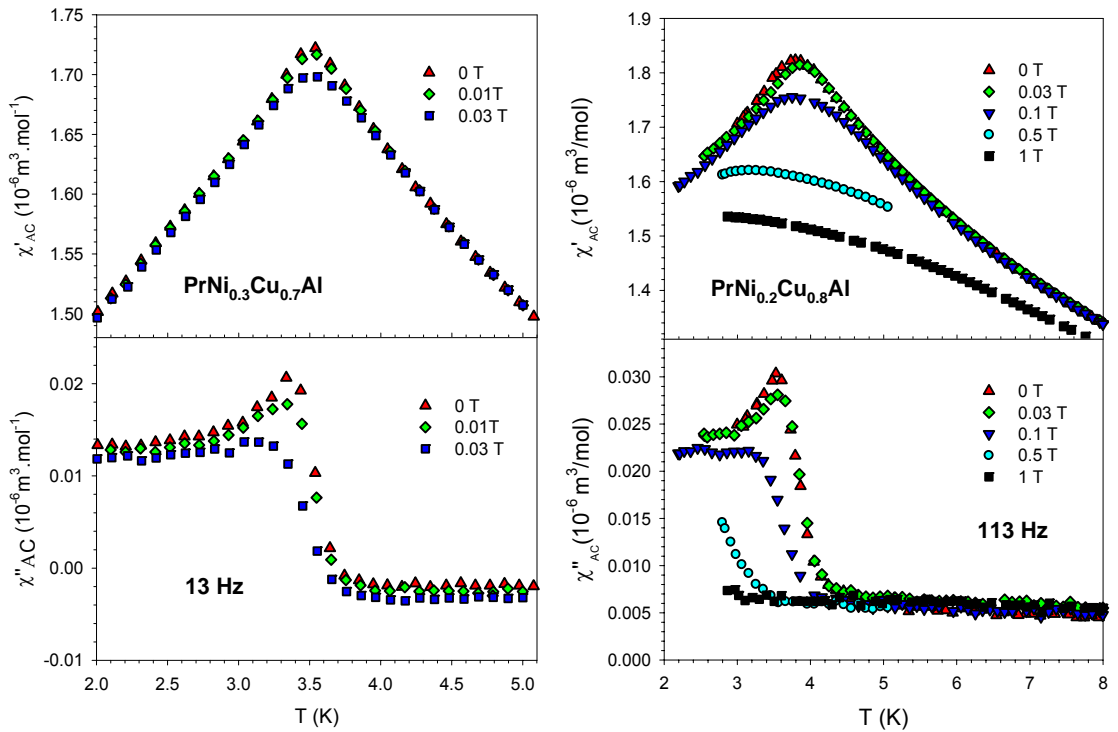 1.75
1.70
1.65
1.60
1.55
1.50
χ'AC (10⁻⁶m³.mol⁻¹)
0 T
0.01T
0.03 T
PrNi0.3Cu0.7Al
0.02
0.01
0.00
-0.01
χ''AC (10⁻⁶m³.mol⁻¹)
0 T
0.01T
0.03 T
13 Hz
2.0 2.5 3.0 3.5 4.0 4.5 5.0
T (K)
1.9
1.8
1.7
1.6
1.5
1.4
χ'AC(10⁻⁶ m³/mol)
0 T
0.03 T
0.1 T
0.5 T
1 T
PrNi0.2Cu0.8Al
0.030
0.025
0.020
0.015
0.010
0.005
0.000
χ''AC(10⁻⁶ m³/mol)
0 T
0.03 T
0.1 T
0.5 T
1 T
113 Hz
2 3 4 5 6 7 8
T (K)